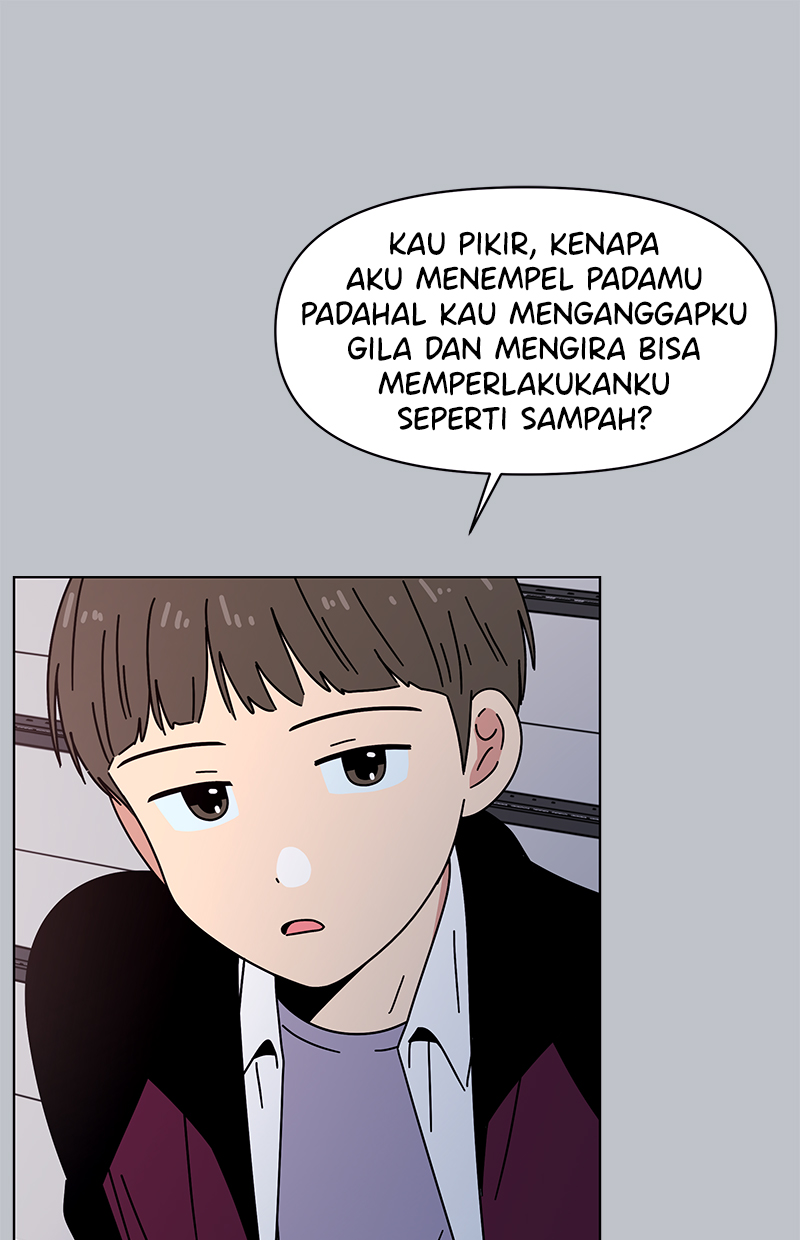 KAU PIKIR, KENAPA
AKU MENEMPEL PADAMU
PADAHAL KAU MENGANGGAPKU
GILA DAN MENGIRA BISA
MEMPERLAKUKANKU
SEPERTI SAMPAH?